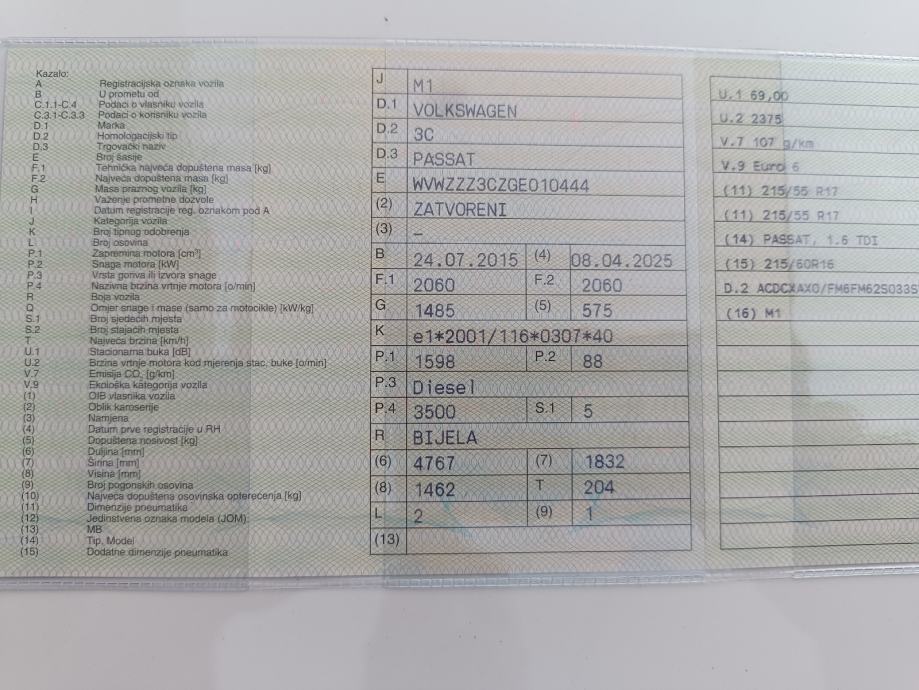 Kazalo:
A Registracijska oznaka vozila
B U prometu od
C.1.1-C.4 Podaci o vlasniku vozila
C.3.1-C.3.3 Podaci o korisniku vozila
D.1 Marka
D.2 Homologacijski tip
D.3 Trgovački naziv
E Broj šasije
F.1 Tehnička najveća dopuštena masa [kg]
F.2 Najveća dopuštena masa [kg]
G Masa praznog vozila [kg]
H Važenje prometne dozvole
I Datum registracije reg. oznakom pod A
J Kategorija vozila
K Broj tipnog odobrenja
L Broj osovina
P.1 Zapremina motora [cm³]
P.2 Snaga motora [kW]
P.3 Vrsta goriva ili izvora snage
P.4 Nazivna brzina vrtnje motora [o/min]
R Boja vozila
Q Omjer snage i mase (samo za motocikle) [kW/kg]
S.1 Broj sjedećih mjesta
S.2 Broj stajaćih mjesta
T Najveća brzina [km/h]
U.1 Stacionarna buka [dB]
U.2 Brzina vrtnje motora kod mjerenja stac. buke [o/min]
V.7 Emisija CO₂ [g/km]
V.9 Ekološka kategorija vozila
(1) OIB vlasnika vozila
(2) Oblik karoserije
(3) Namjena
(4) Datum prve registracije u RH
(5) Dopuštena nosivost [kg]
(6) Duljina [mm]
(7) Širina [mm]
(8) Visina [mm]
(9) Broj pogonskih osovina
(10) Najveća dopuštena osovinska opterećenja [kg]
(11) Dimenzije pneumatika
(12) Jedinstvena oznaka modela (JOM):
(13) MB
(14) Tip, Model
(15) Dodatne dimenzije pneumatika
J M1
D.1 VOLKSWAGEN
D.2 3C
D.3 PASSAT
E WVWZZZ3CZGE010444
(2) ZATVORENI
(3) –
B 24.07.2015 (4) 08.04.2025
F.1 2060 F.2 2060
G 1485 (5) 575
K e1*2001/116*0307*40
P.1 1598 P.2 88
P.3 Diesel
P.4 3500 S.1 5
R BIJELA
(6) 4767 (7) 1832
(8) 1462 T 204
L 2 (9) 1
(13)
U.1 69,00
U.2 2375
V.7 107 g/km
V.9 Euro 6
(11) 215/55 R17
(11) 215/55 R17
(14) PASSAT, 1.6 TDI
(15) 215/60R16
D.2 ACDCXAX0/FM6FM62S033S
(16) M1